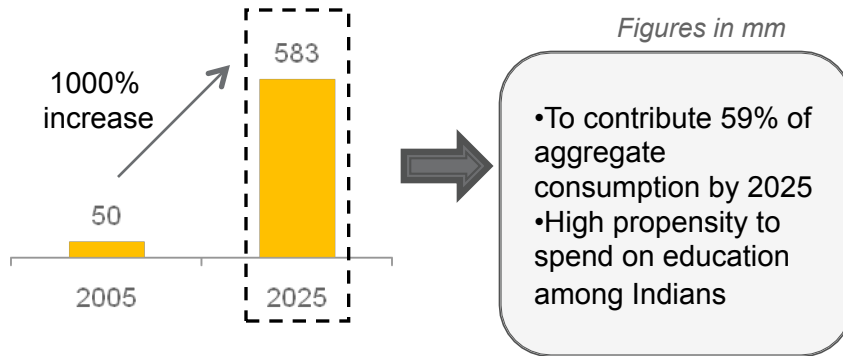 Figures in mm
583
1000%
increase
50
2005
2025
•To contribute 59% of
aggregate
consumption by 2025
•High propensity to
spend on education
among Indians